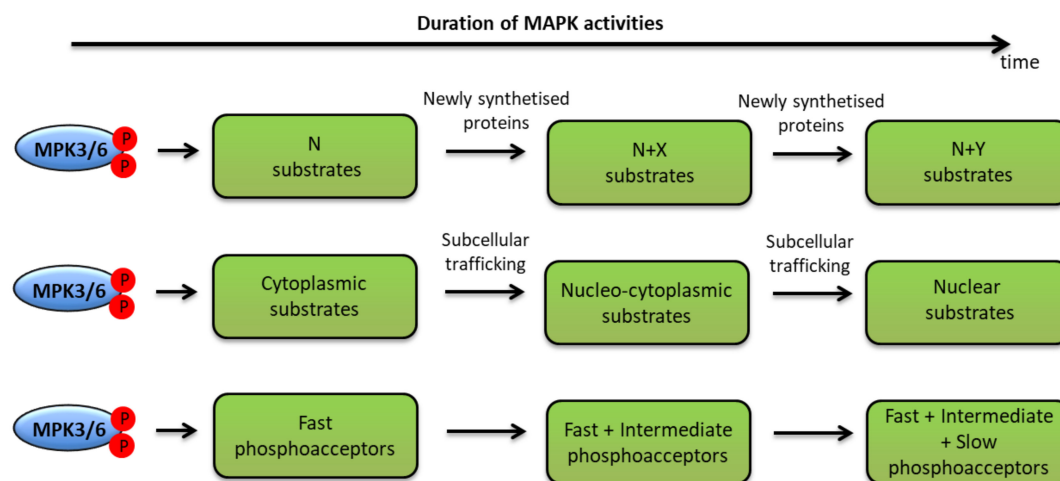 Duration of MAPK activities
time
MPK3/6
P
P
N
substrates
Newly synthetised
proteins
N+X
substrates
Newly synthetised
proteins
N+Y
substrates
MPK3/6
P
P
Cytoplasmic
substrates
Subcellular
trafficking
Nucleo-cytoplasmic
substrates
Subcellular
trafficking
Nuclear
substrates
MPK3/6
P
P
Fast
phosphoacceptors
Fast + Intermediate
phosphoacceptors
Fast + Intermediate
+ Slow
phosphoacceptors